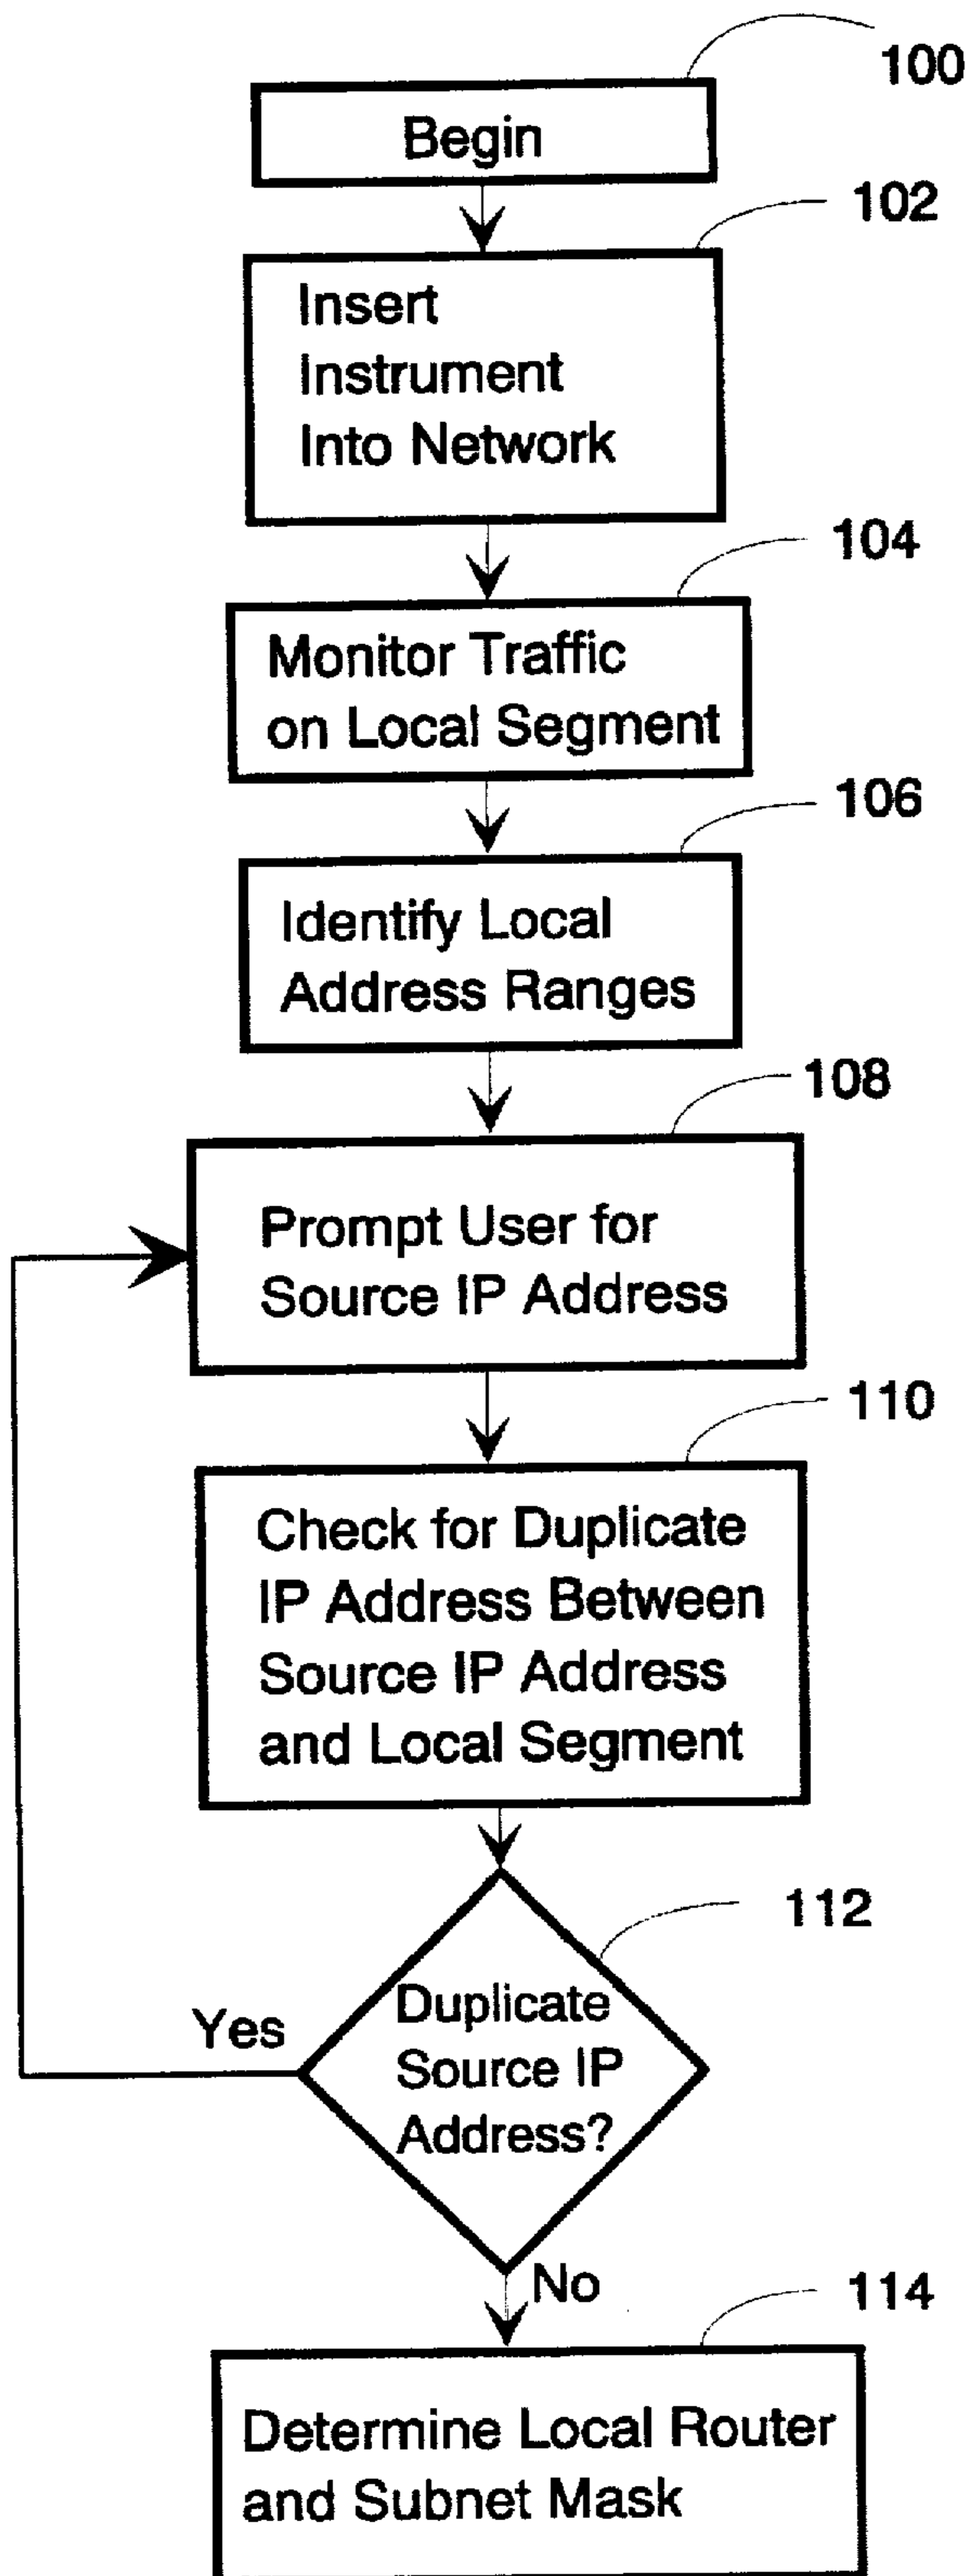 100
Begin
102
Insert
Instrument
Into Network
104
Monitor Traffic
on Local Segment
106
Identify Local
Address Ranges
108
Prompt User for
Source IP Address
110
Check for Duplicate
IP Address Between
Source IP Address
and Local Segment
112
Duplicate
Source IP
Address?
Yes
No
114
Determine Local Router
and Subnet Mask